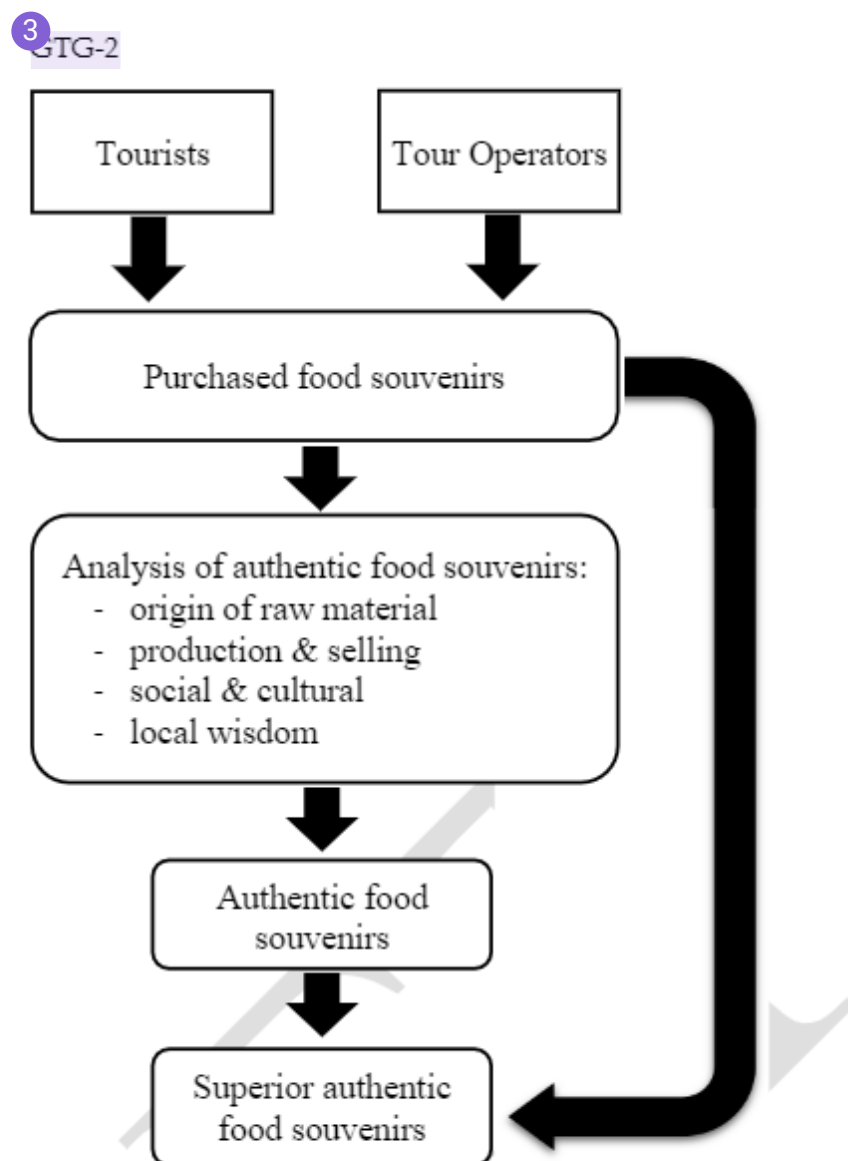 3
GTG-2
Tourists
Tour Operators
Purchased food souvenirs
Analysis of authentic food souvenirs:
- origin of raw material
- production & selling
- social & cultural
- local wisdom
Authentic food
souvenirs
Superior authentic
food souvenirs